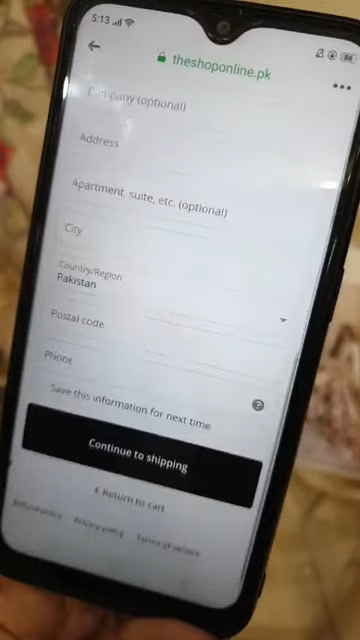 5:13
86
theshoponline.pk
Company (optional)
Address
Apartment, suite, etc. (optional)
City
Country/Region
Pakistan
Postal code
Phone
Save this information for next time
Continue to shipping
Return to cart
Refund policy Privacy policy Terms of service